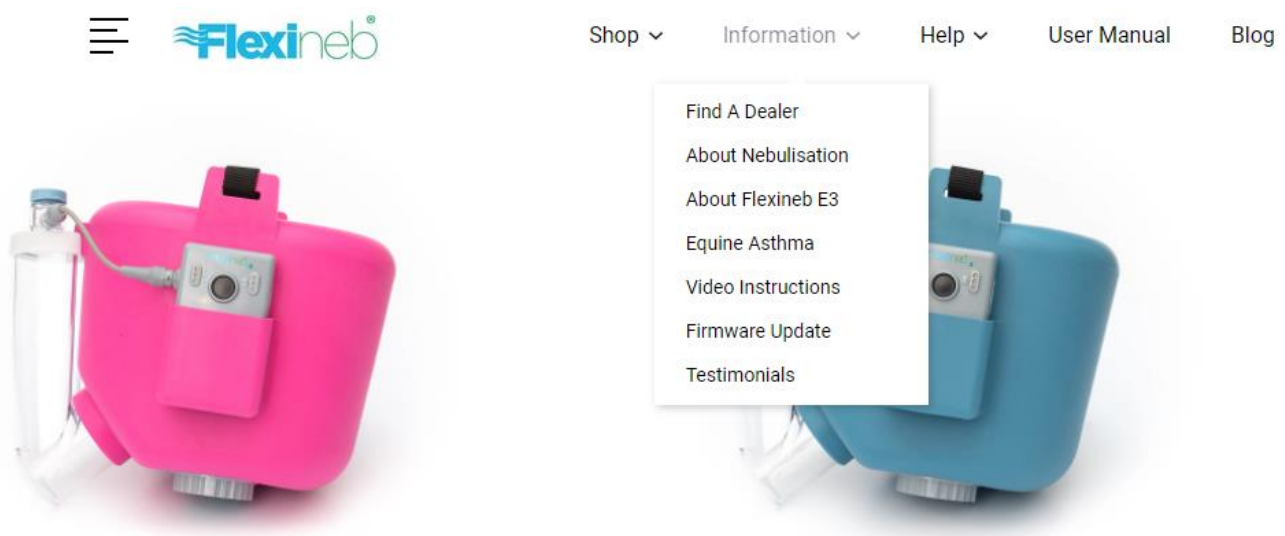 Flexineb®
Shop
Information
Help
User Manual
Blog
Find A Dealer
About Nebulisation
About Flexineb E3
Equine Asthma
Video Instructions
Firmware Update
Testimonials